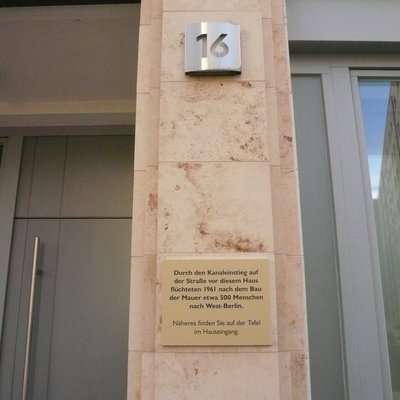 16
Durch den Kanaleinstieg auf
der Straße vor diesem Haus
flüchteten 1961 nach dem Bau
der Mauer etwa 500 Menschen
nach West-Berlin.
Näheres finden Sie auf der Tafel
im Hauseingang.